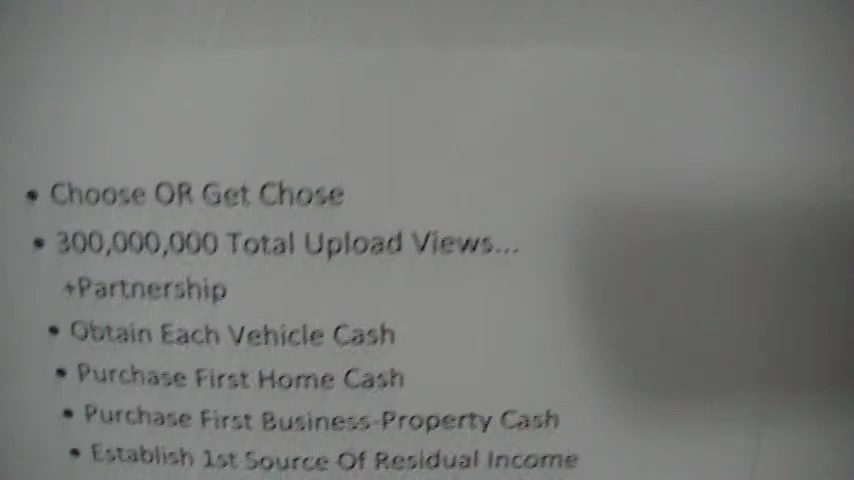 • Choose OR Get Chose
• 300,000,000 Total Upload Views...
+Partnership
• Obtain Each Vehicle Cash
• Purchase First Home Cash
• Purchase First Business-Property Cash
• Establish 1st Source Of Residual Income